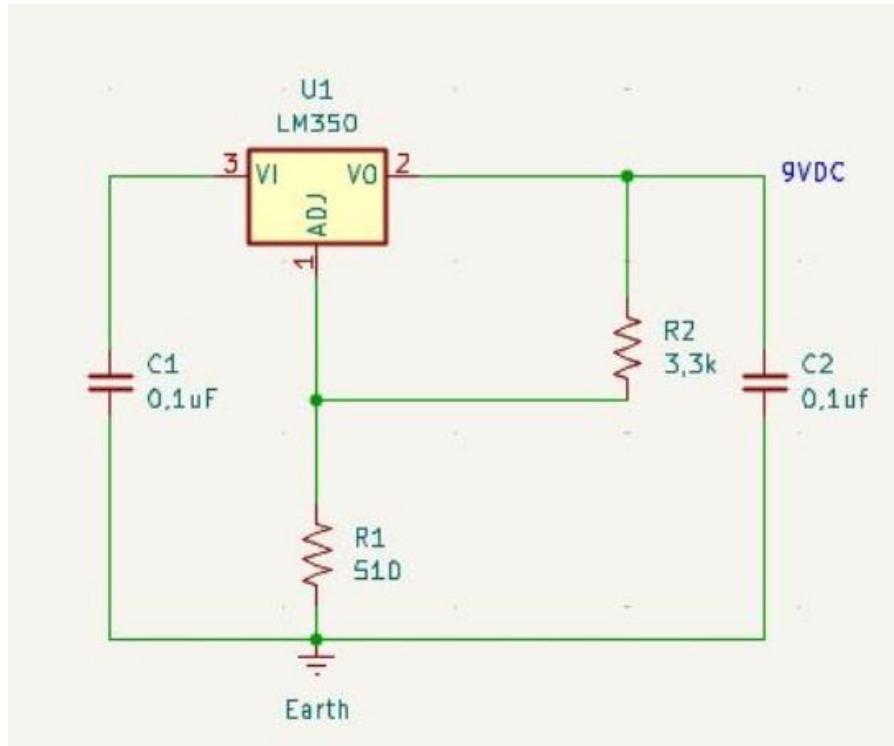 U1
LM350
3 VI VO 2
9VDC
ADJ
1
R2
3,3k
C1
0,1uF
C2
0,1uf
R1
510
Earth